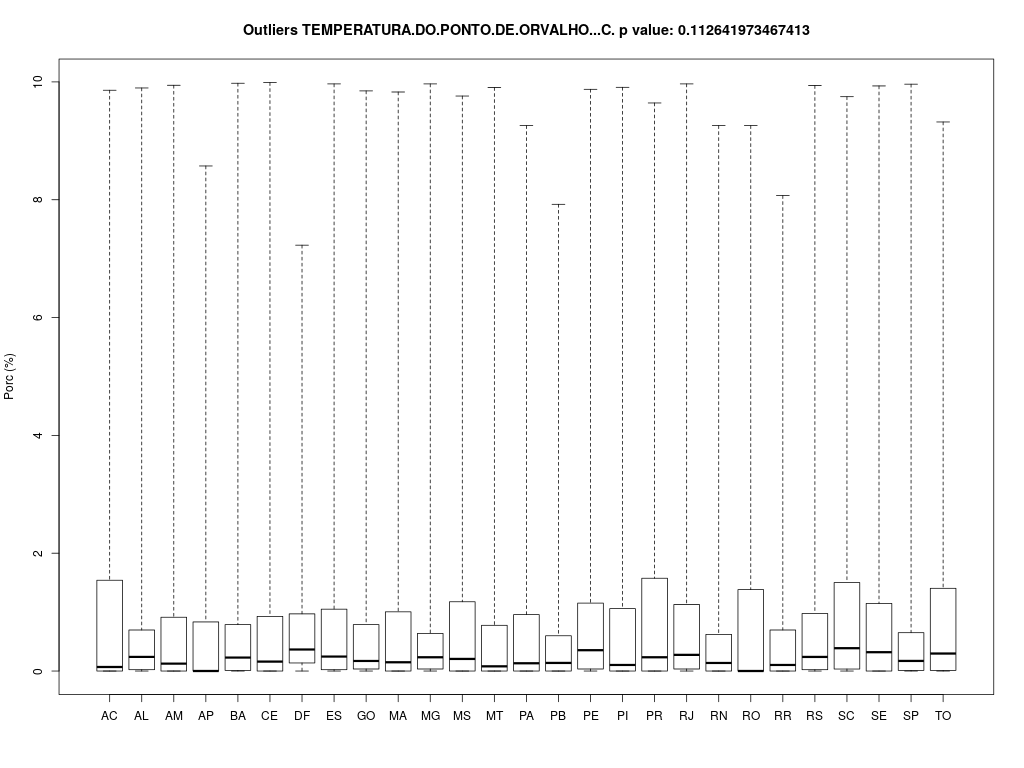 Outliers TEMPERATURA.DO.PONTO.DE.ORVALHO...C. p value: 0.112641973467413
Porc (%)
10
8
6
4
2
0
AC AL AM AP BA CE DF ES GO MA MG MS MT PA PB PE PI PR RJ RN RO RR RS SC SE SP TO